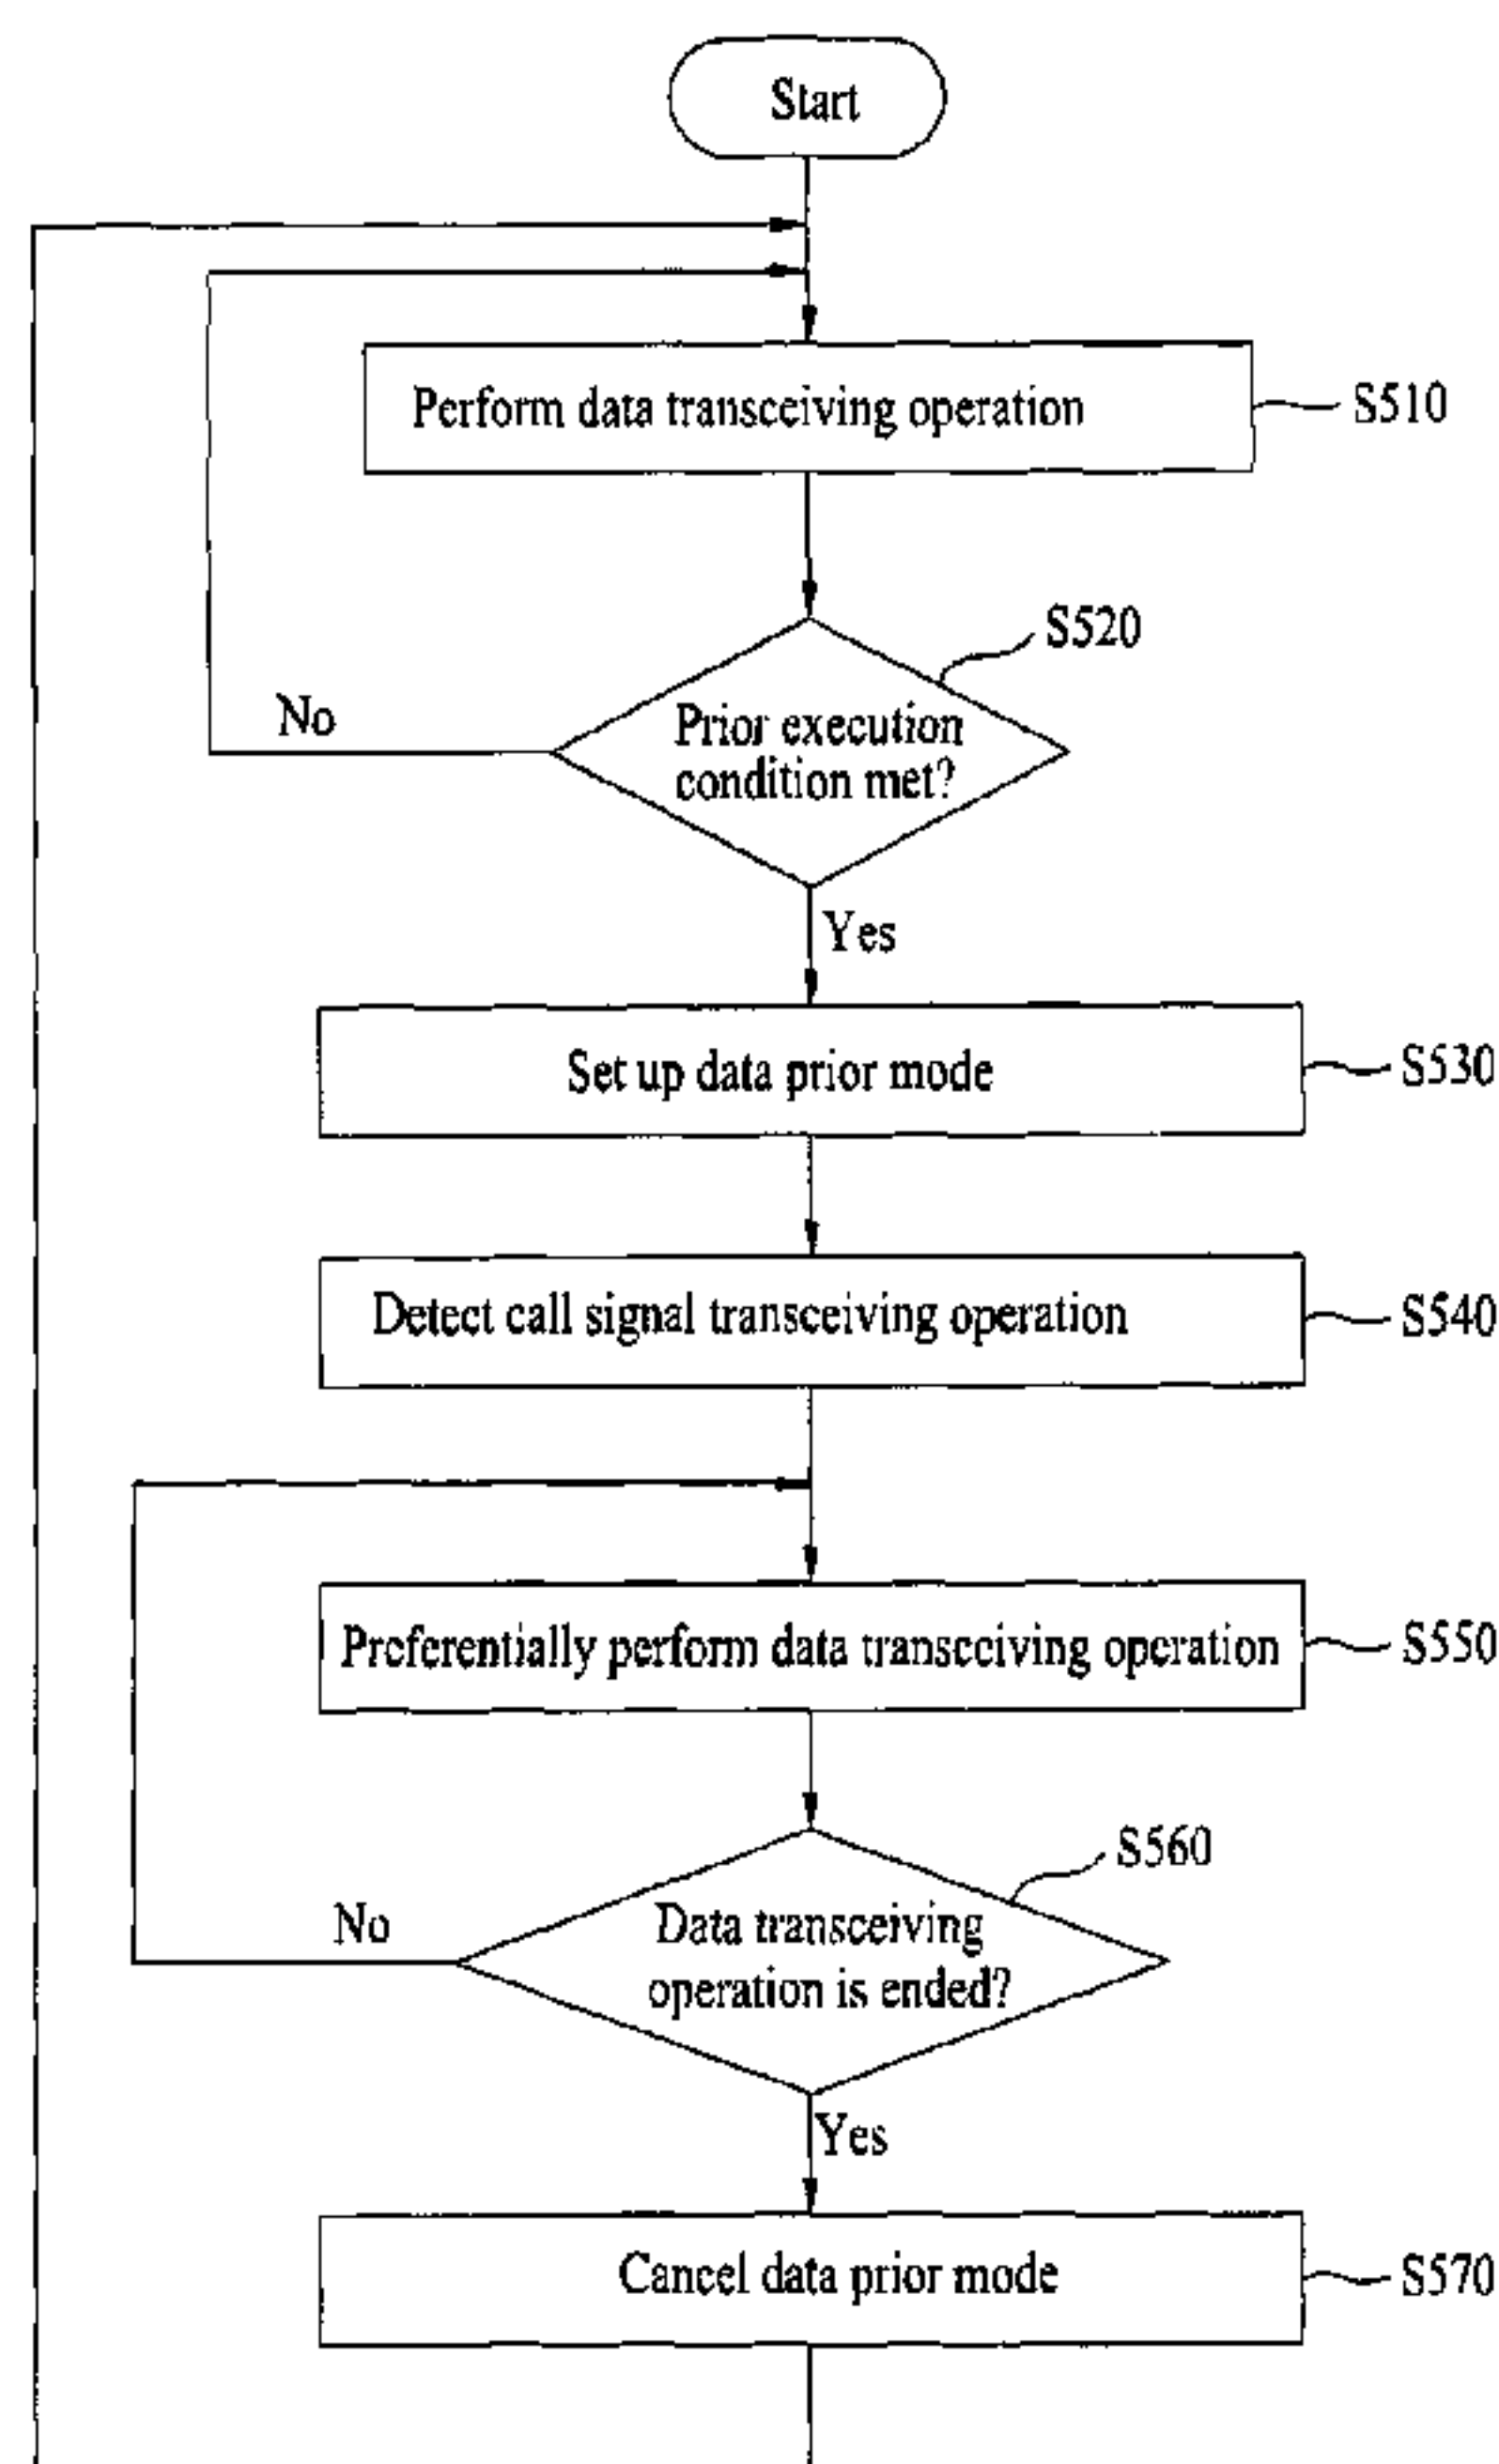 Start
Perform data transceiving operation
S510
S520
No
Prior execution
condition met?
Yes
Set up data prior mode
S530
Detect call signal transceiving operation
S540
Preferentially perform data transceiving operation
S550
S560
No
Data transceiving
operation is ended?
Yes
Cancel data prior mode
S570